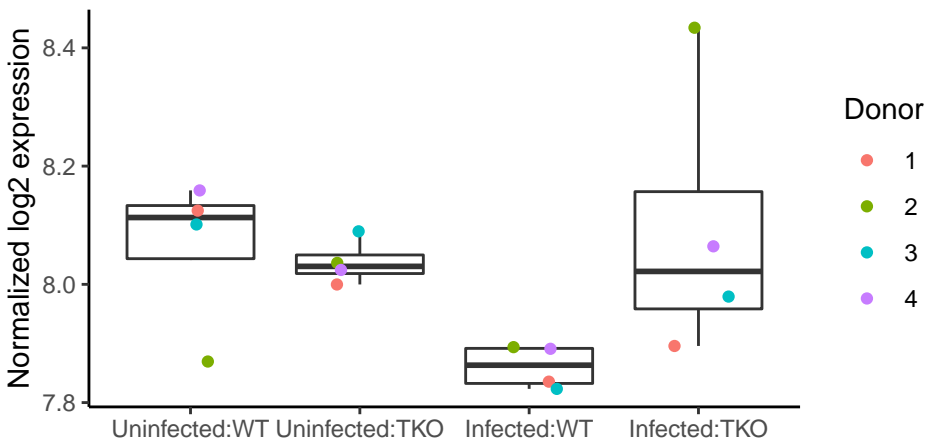 Normalized log2 expression
8.4
8.2
8.0
7.8
Uninfected:WT Uninfected:TKO Infected:WT Infected:TKO
Donor
1
2
3
4